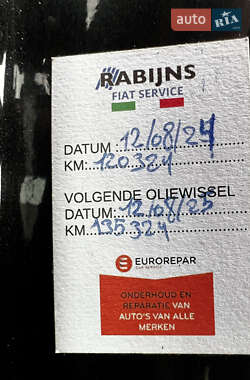 auto RIA
RABIJNS
FIAT SERVICE
DATUM: 12/08/24
KM: 120.324
VOLGENDE OLIEWISSEL
DATUM: 12/08/25
KM: 135.324
EUROREPAR
CAR SERVICE
ONDERHOUD EN
REPARATIE VAN
AUTO'S VAN ALLE
MERKEN